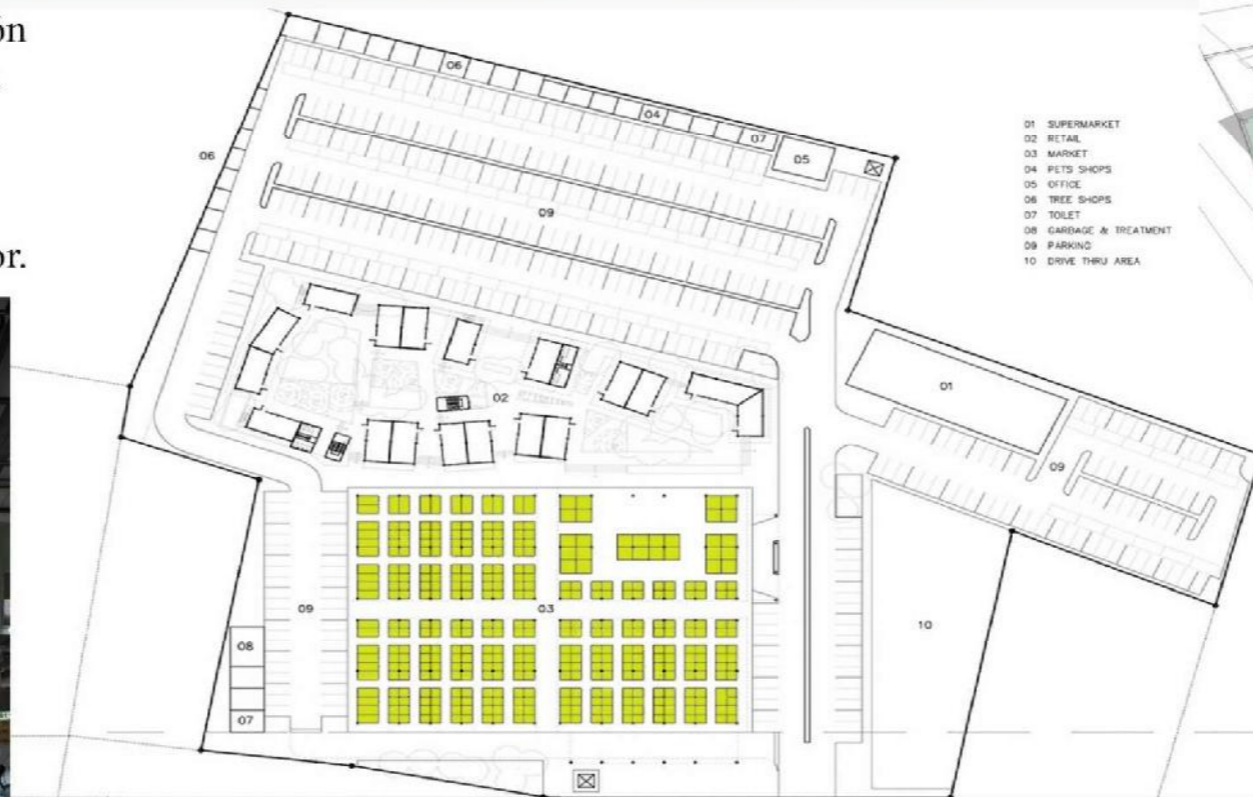 ón
or.
01 SUPERMARKET
02 RETAIL
03 MARKET
04 PETS SHOPS
05 OFFICE
06 TREE SHOPS
07 TOILET
08 GARBAGE & TREATMENT
09 PARKING
10 DRIVE THRU AREA
06
04
07
05
06
09
02
01
09
03
09
10
08
07